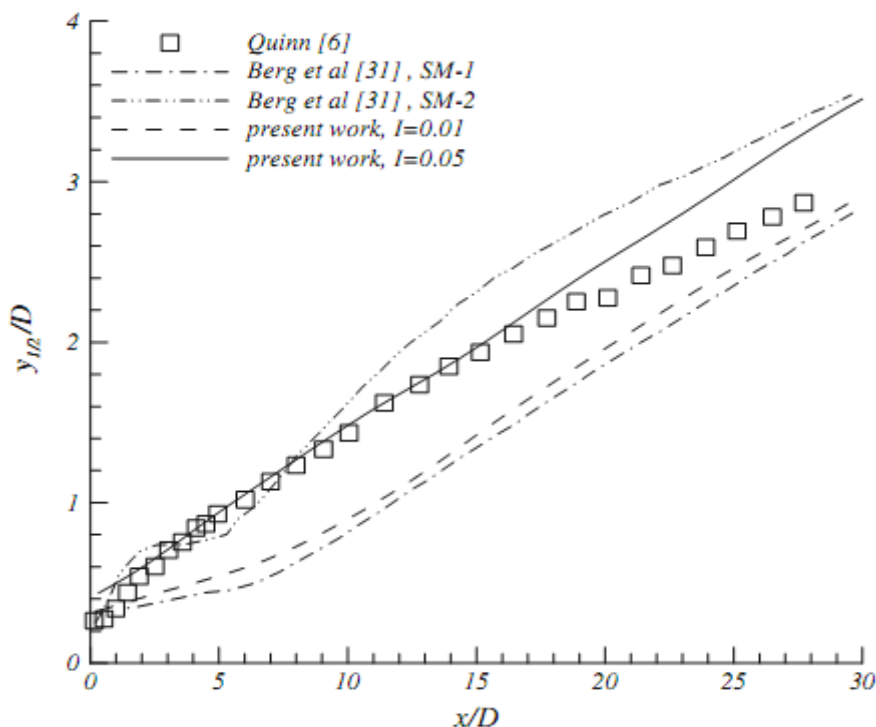 4
Quinn [6]
Berg et al [31] , SM-1
Berg et al [31] , SM-2
present work, I=0.01
present work, I=0.05
3
y1/2/D
2
1
0
0 5 10 15 20 25 30
x/D